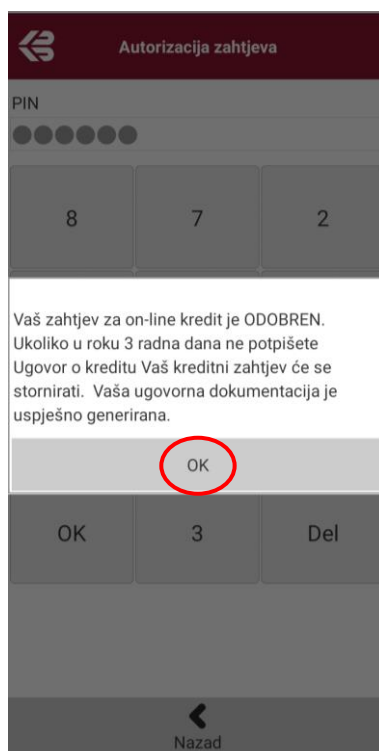 Autorizacija zahtjeva
PIN
8 7 2
Vaš zahtjev za on-line kredit je ODOBREN.
Ukoliko u roku 3 radna dana ne potpišete
Ugovor o kreditu Vaš kreditni zahtjev će se
stornirati. Vaša ugovorna dokumentacija je
uspješno generirana.
OK
OK 3 Del
Nazad